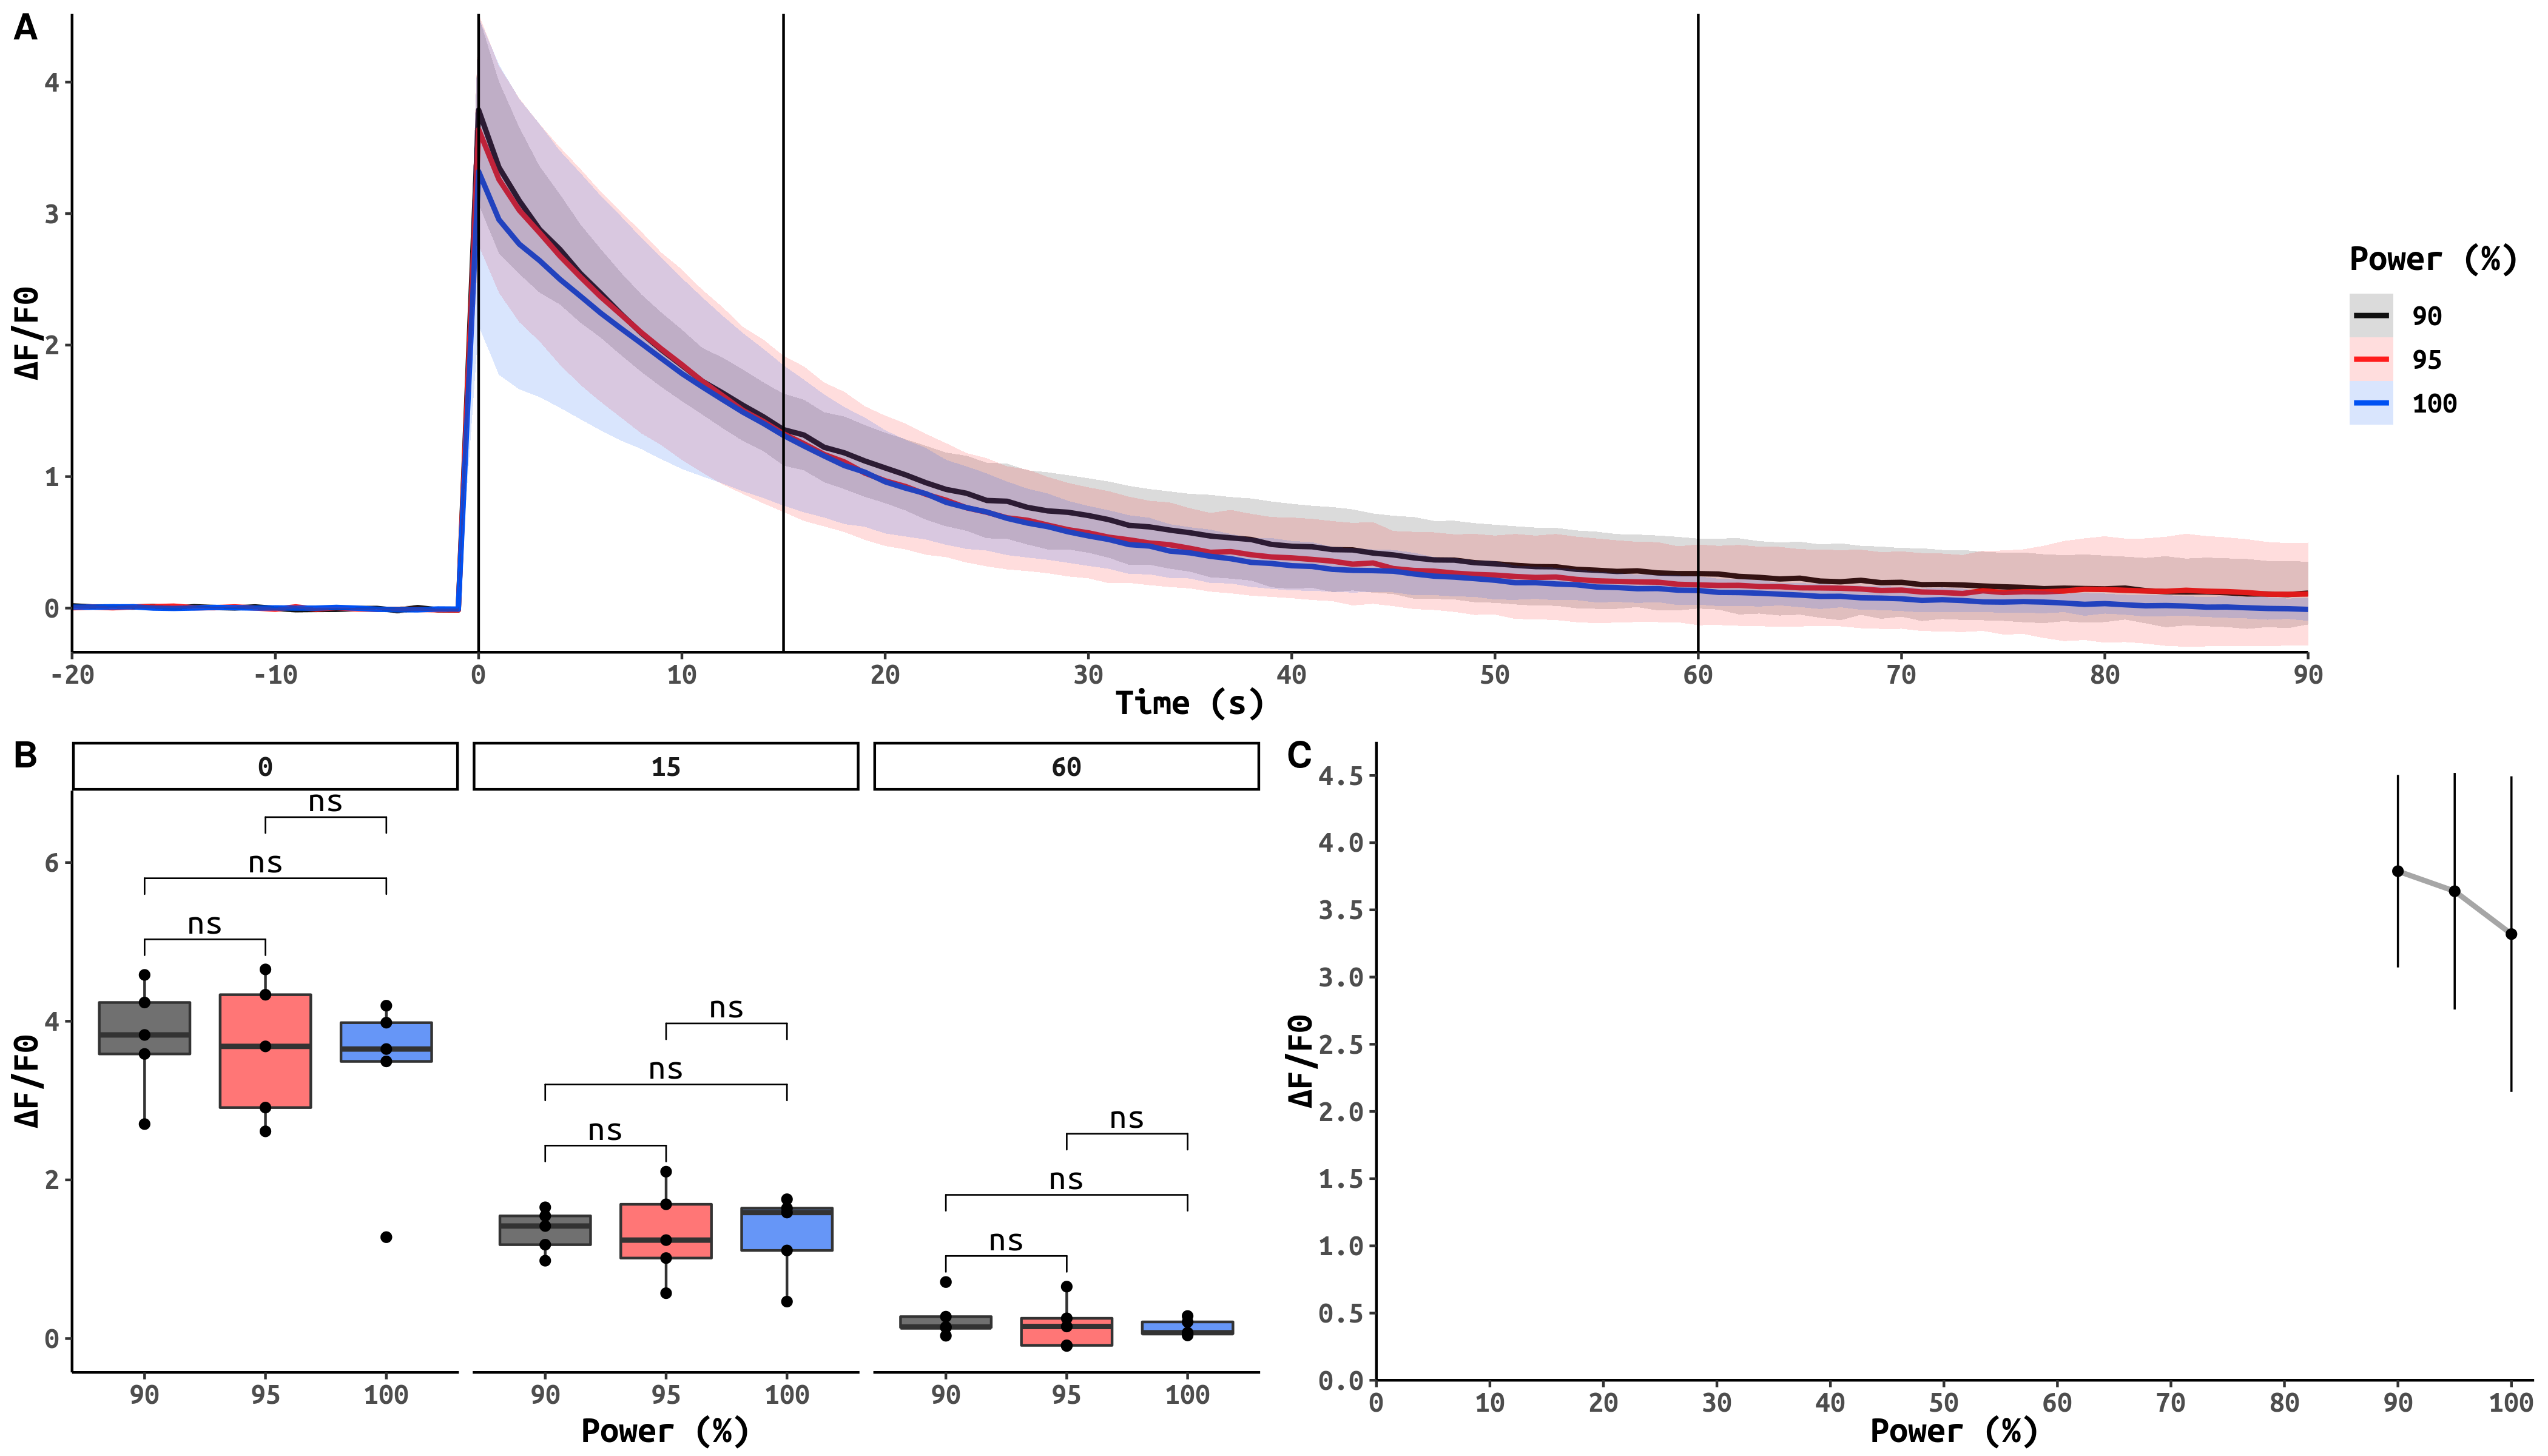 A
4
3
2
1
0
ΔF/F0
-20 -10 0 10 20 30 40 50 60 70 80 90
Time (s)
Power (%)
90
95
100
B
0 15 60
ns
ns
ns
ns
ns
ns
ns
ns
ns
6
4
2
0
ΔF/F0
90 95 100 90 95 100 90 95 100
Power (%)
C
4.5
4.0
3.5
3.0
2.5
2.0
1.5
1.0
0.5
0.0
ΔF/F0
0 10 20 30 40 50 60 70 80 90 100
Power (%)